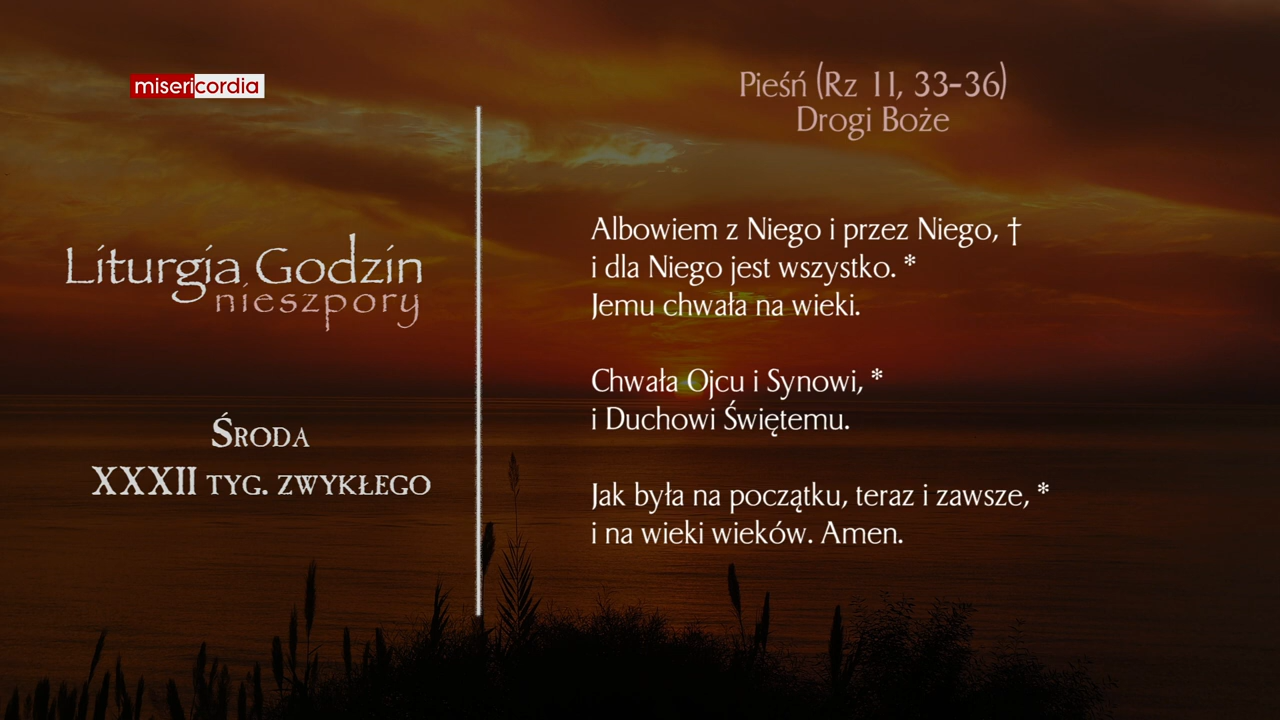 misericordia
Liturgia Godzin
nieszpory
Środa
XXXII tyg. zwykłego
Pieśń (Rz 11, 33-36)
Drogi Boże
Albowiem z Niego i przez Niego, †
i dla Niego jest wszystko. *
Jemu chwała na wieki.
Chwała Ojcu i Synowi, *
i Duchowi Świętemu.
Jak była na początku, teraz i zawsze, *
i na wieki wieków. Amen.